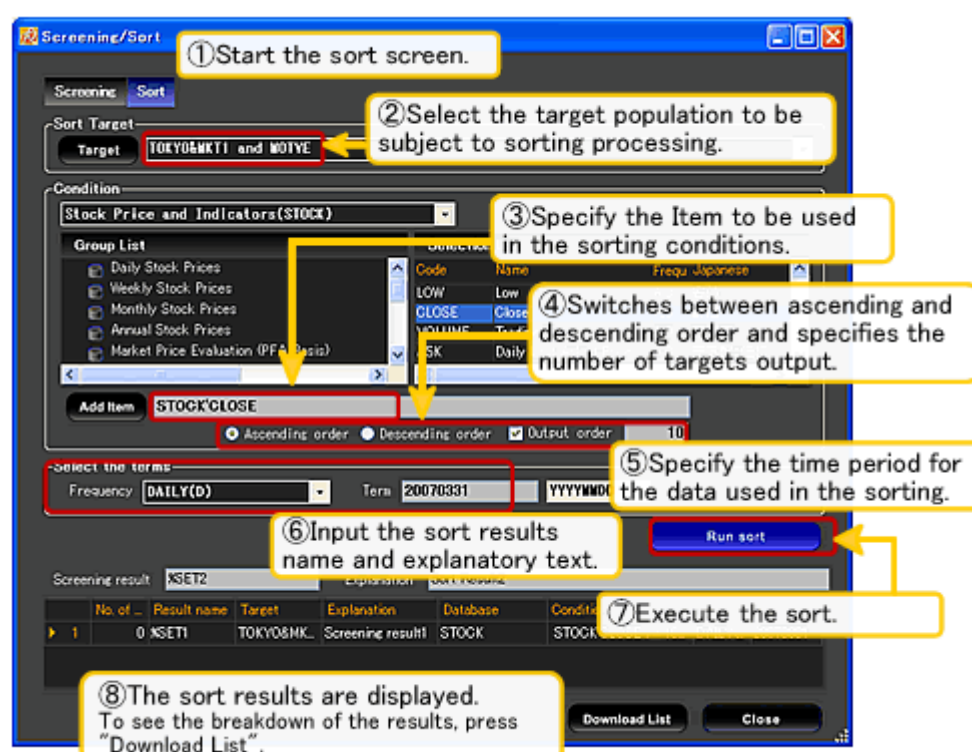 Screening/Sort
①Start the sort screen.
Screening Sort
②Select the target population to be
subject to sorting processing.
Sort Target
Target TOKYO&MKT1 and NOTYE
Condition
Stock Price and Indicators(STOCK)
③Specify the Item to be used
in the sorting conditions.
Group List
Code Name Frequ Japanese
Daily Stock Prices
Weekly Stock Prices
Monthly Stock Prices
Annual Stock Prices
Market Price Evaluation (PFA Basis)
LOW Low
CLOSE Close
VOLUME
ASK Daily
④Switches between ascending and
descending order and specifies the
number of targets output.
Add Item STOCK'CLOSE
Ascending order Descending order Output order 10
Select the terms
Frequency DAILY(D) Term 20070331
⑤Specify the time period for
the data used in the sorting.
⑥Input the sort results
name and explanatory text.
Run sort
Screening result %SET2 Explanation
⑦Execute the sort.
No. of ... Result name Target Explanation Database
1 0 %SET1 TOKYO&MK... Screening result1 STOCK
⑧The sort results are displayed.
To see the breakdown of the results, press
"Download List".
Download List Close